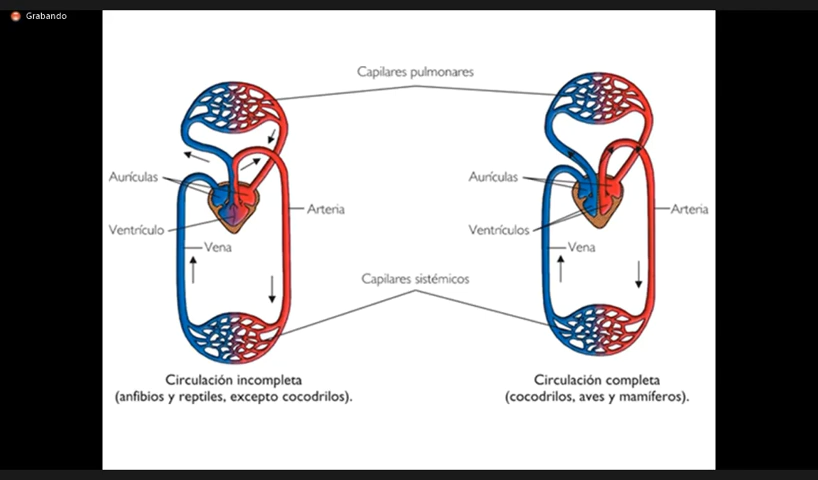 Grabando
Capilares pulmonares
Aurículas
Arteria
Ventrículo
Vena
Aurículas
Arteria
Ventrículos
Vena
Capilares sistémicos
Circulación incompleta
(anfibios y reptiles, excepto cocodrilos).
Circulación completa
(cocodrilos, aves y mamíferos).